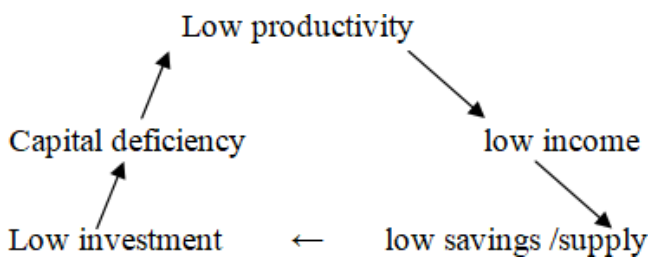 Low productivity
Capital deficiency low income
Low investment ← low savings /supply